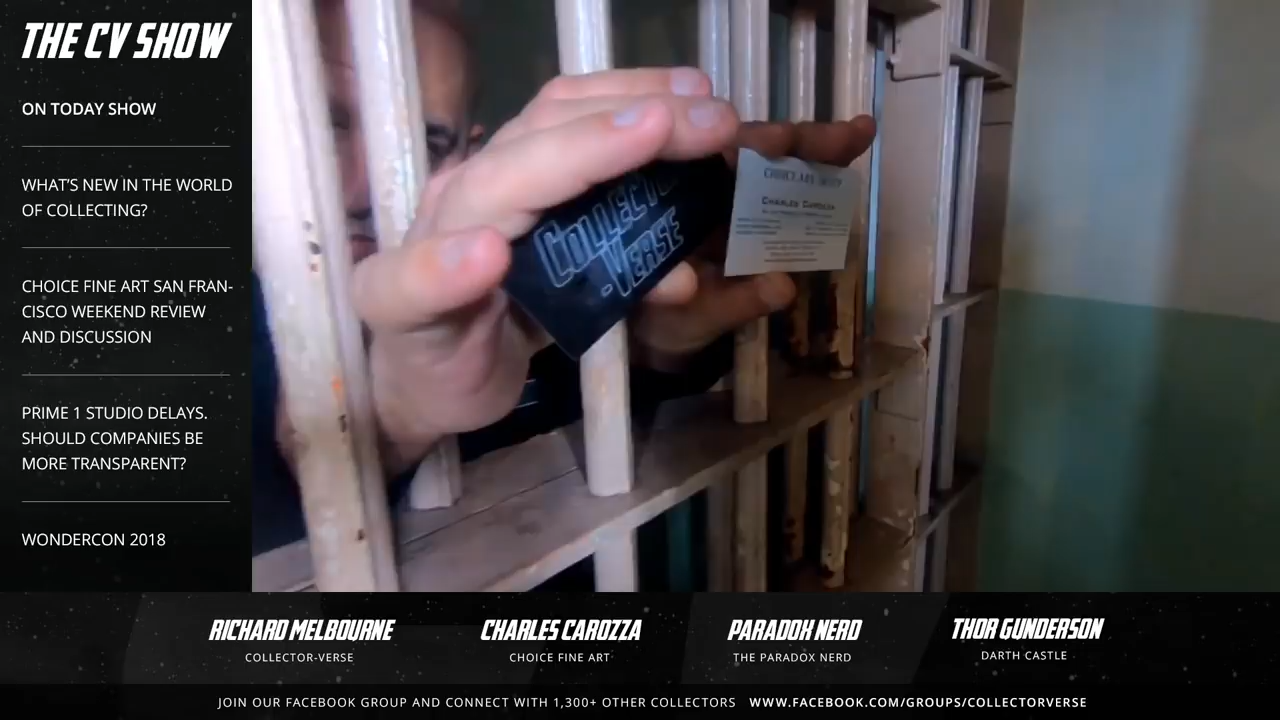 THE CV SHOW
ON TODAY SHOW
WHAT'S NEW IN THE WORLD
OF COLLECTING?
CHOICE FINE ART SAN FRAN-
CISCO WEEKEND REVIEW
AND DISCUSSION
PRIME 1 STUDIO DELAYS.
SHOULD COMPANIES BE
MORE TRANSPARENT?
WONDERCON 2018
COLLECTO
-VERSE
CHARLES CAROZZA
RICHARD MELBOURNE
CHARLES CAROZZA
PARADOX NERD
THOR GUNDERSON
COLLECTOR-VERSE
CHOICE FINE ART
THE PARADOX NERD
DARTH CASTLE
JOIN OUR FACEBOOK GROUP AND CONNECT WITH 1,300+ OTHER COLLECTORS WWW.FACEBOOK.COM/GROUPS/COLLECTORVERSE